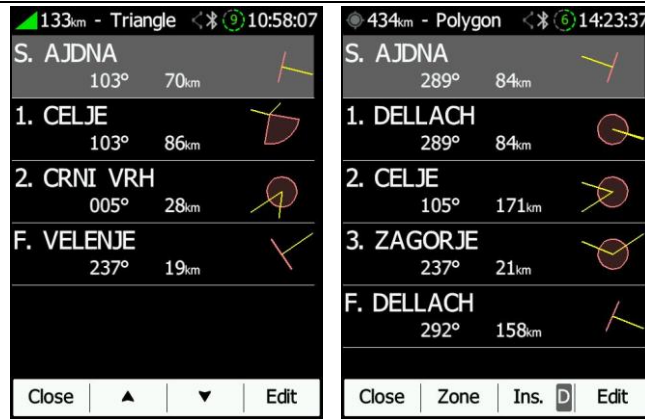 133km - Triangle 9 10:58:07
S. AJDNA
103° 70km
1. CELJE
103° 86km
2. CRNI VRH
005° 28km
F. VELENJE
237° 19km
Close Edit
434km - Polygon 6 14:23:37
S. AJDNA
289° 84km
1. DELLACH
289° 84km
2. CELJE
105° 171km
3. ZAGORJE
237° 21km
F. DELLACH
292° 158km
Close Zone Ins. D Edit